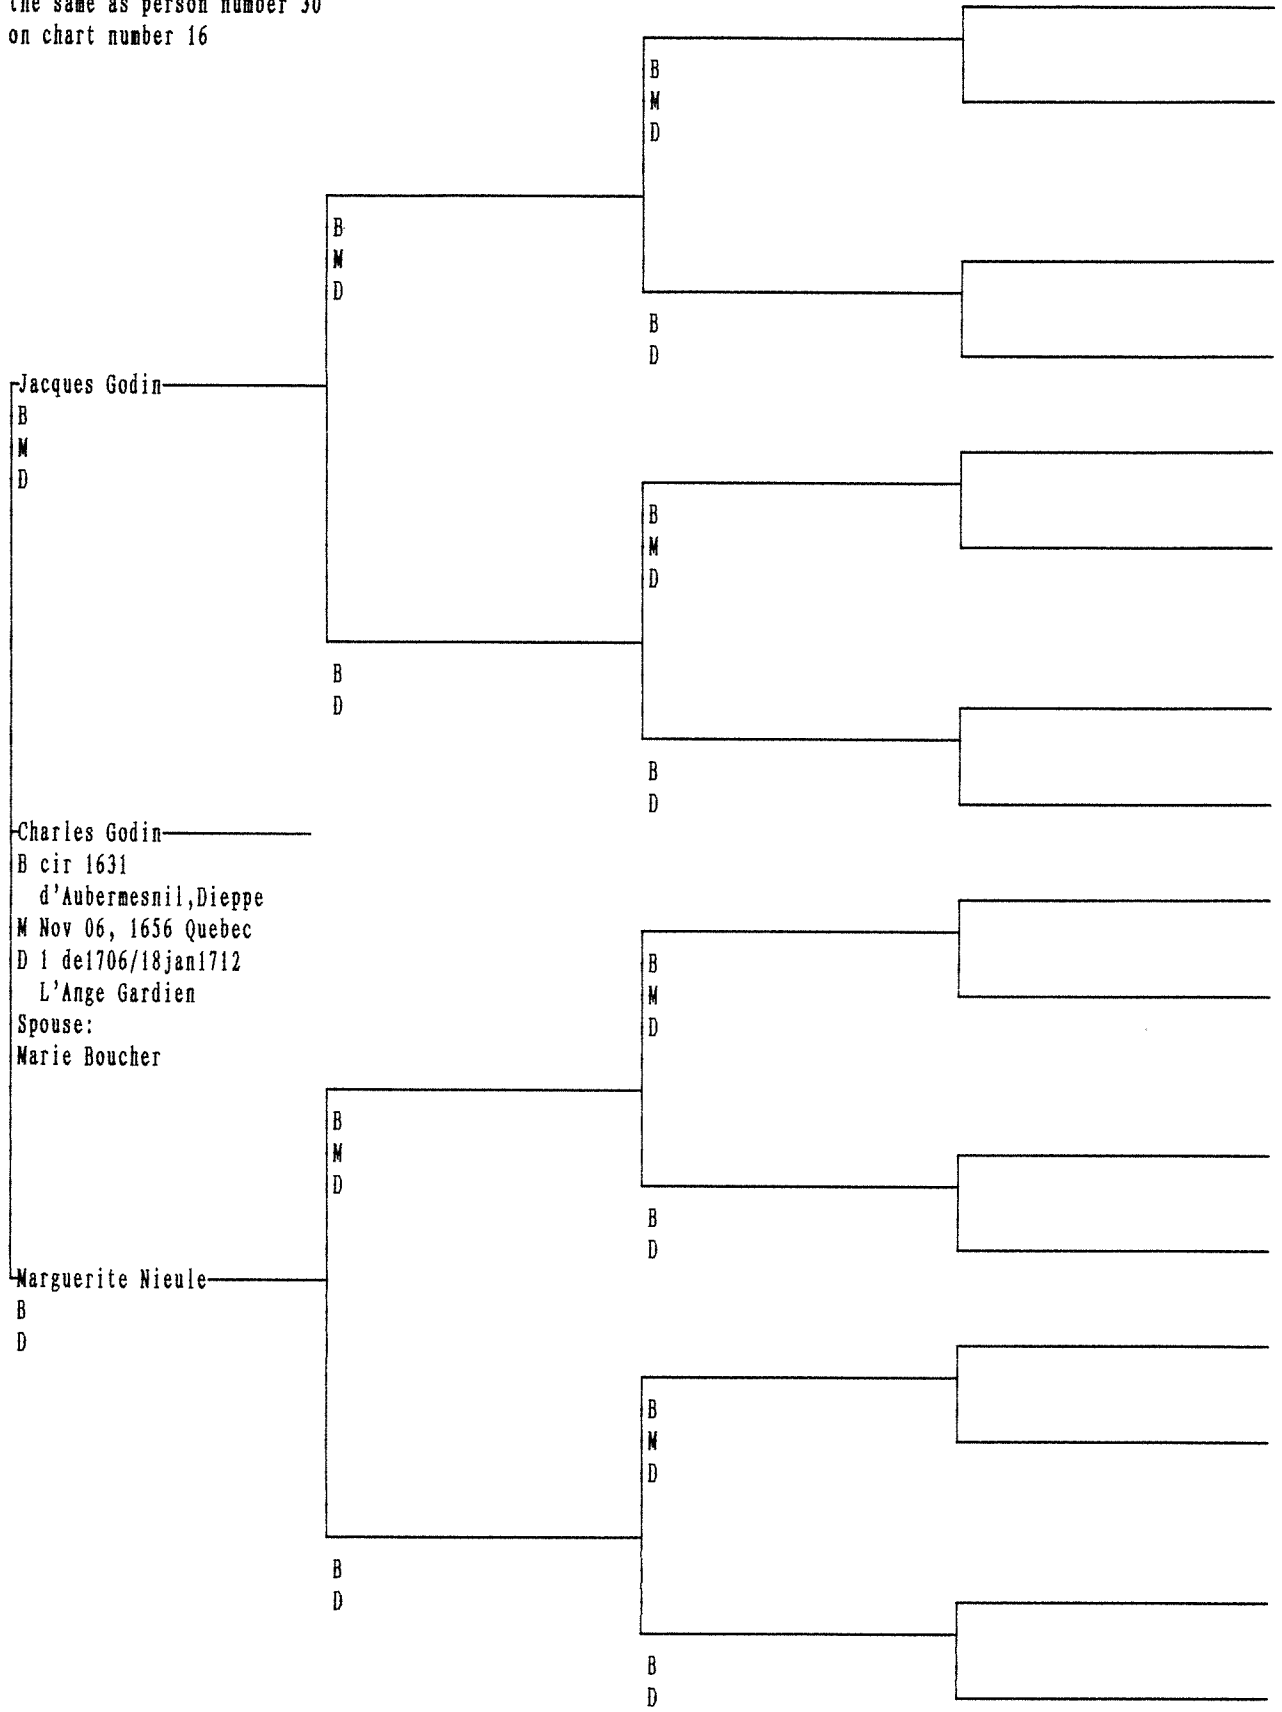 the same as person number 30
on chart number 16
B
M
D
B
M
D
B
D
Jacques Godin
B
M
D
B
M
D
B
D
B
D
Charles Godin
B cir 1631
d'Aubermesnil,Dieppe
M Nov 06, 1656 Quebec
D 1 de1706/18jan1712
L'Ange Gardien
Spouse:
Marie Boucher
B
M
D
B
M
D
B
D
Marguerite Nieule
B
D
B
M
D
B
D
B
D